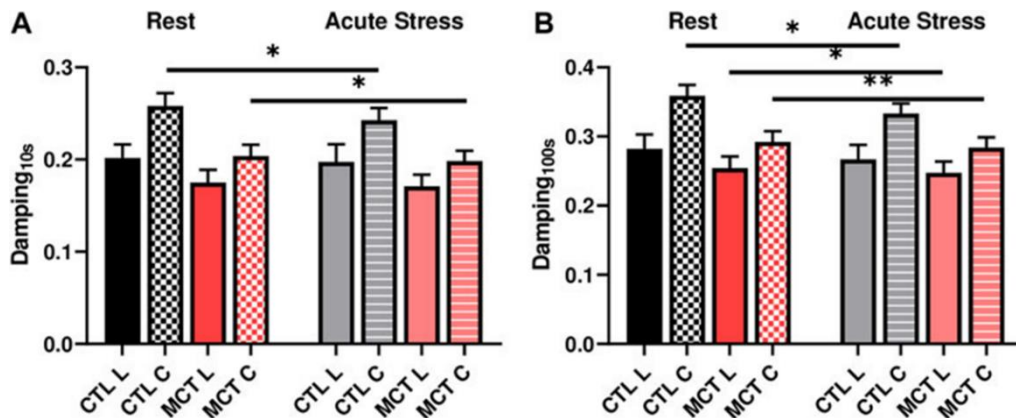 A
Rest
Acute Stress
*
*
0.3
0.2
0.1
0.0
Damping10s
CTL L
CTL C
MCT L
MCT C
CTL L
CTL C
MCT L
MCT C
B
Rest
Acute Stress
*
*
**
0.4
0.3
0.2
0.1
0.0
Damping100s
CTL L
CTL C
MCT L
MCT C
CTL L
CTL C
MCT L
MCT C